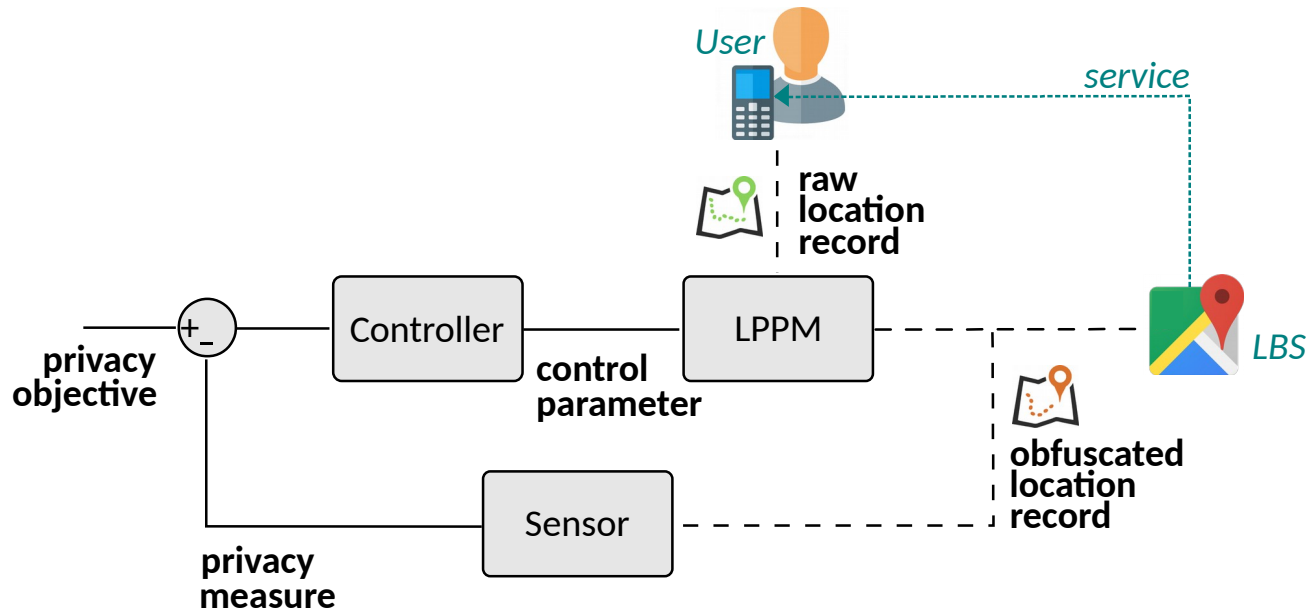 User
service
raw
location
record
+
-
Controller
LPPM
LBS
privacy
objective
control
parameter
obfuscated
location
record
Sensor
privacy
measure